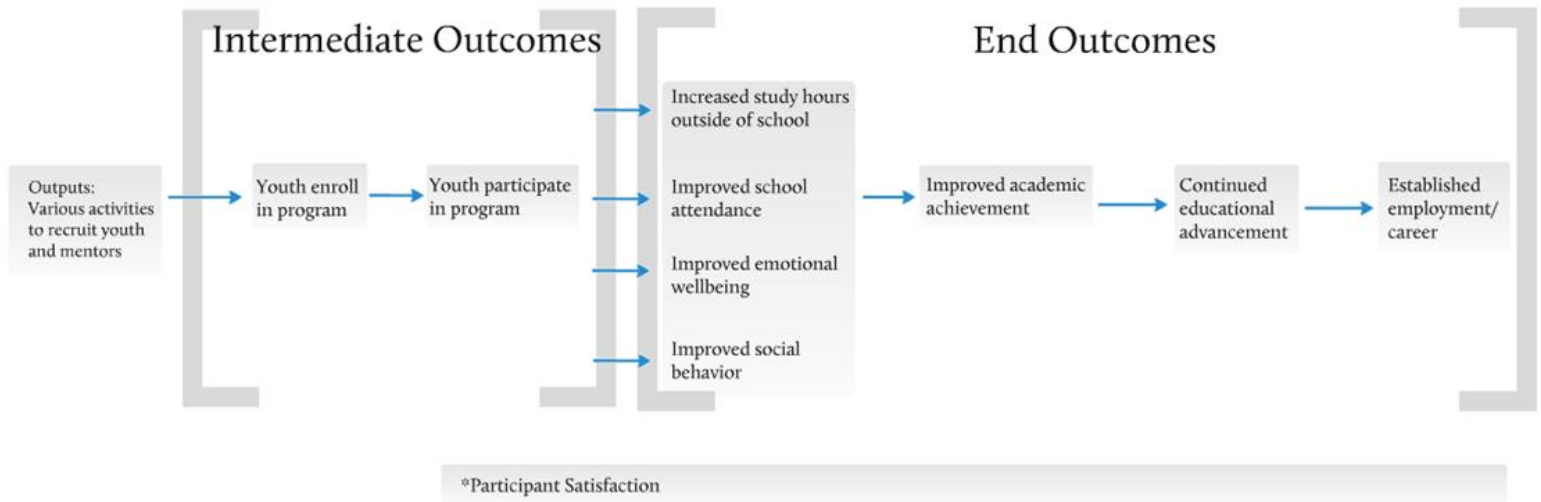 Intermediate Outcomes
End Outcomes
Outputs:
Various activities
to recruit youth
and mentors
Youth enroll
in program
Youth participate
in program
Increased study hours
outside of school
Improved school
attendance
Improved emotional
wellbeing
Improved social
behavior
Improved academic
achievement
Continued
educational
advancement
Established
employment/
career
*Participant Satisfaction